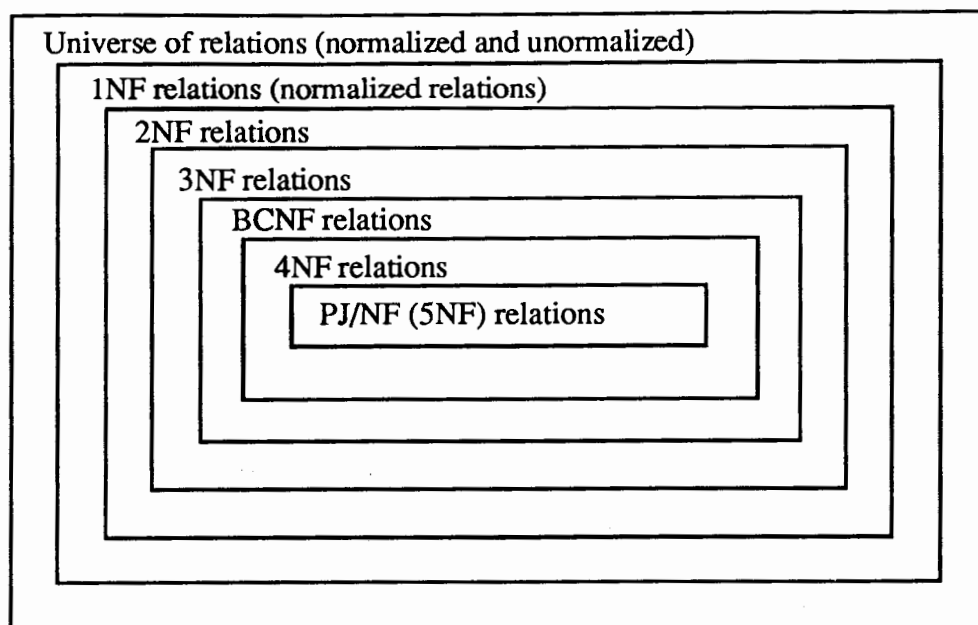 Universe of relations (normalized and unormalized)
1NF relations (normalized relations)
2NF relations
3NF relations
BCNF relations
4NF relations
PJ/NF (5NF) relations